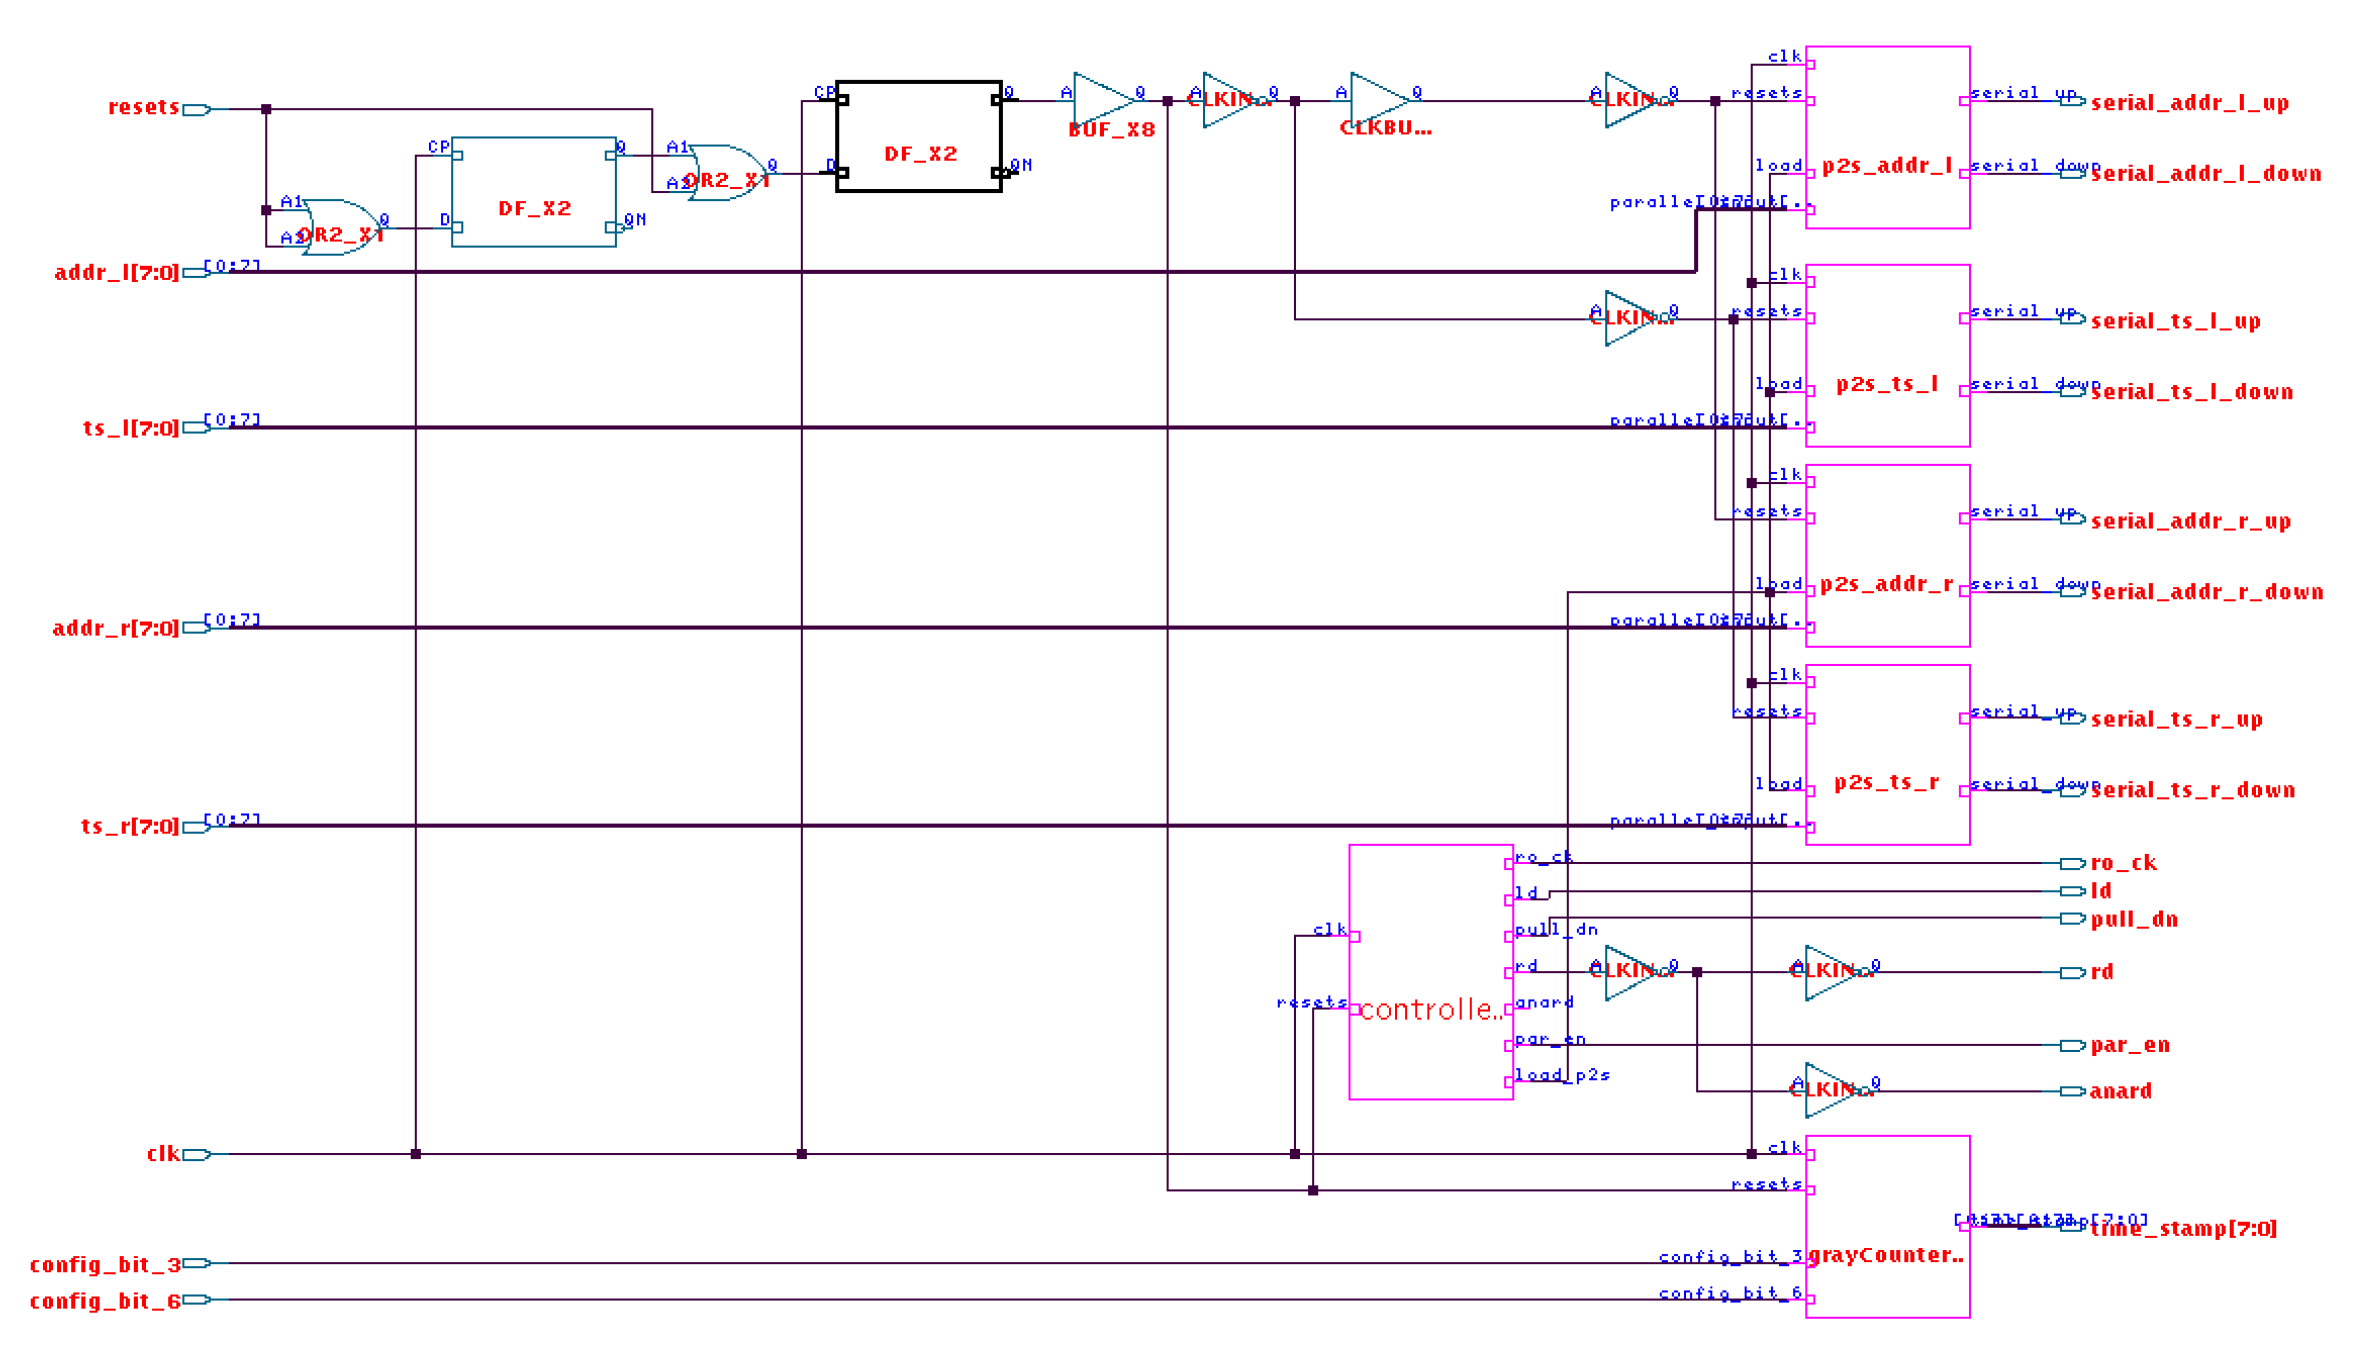 clk
resets
CP
Q
A
Q
A
CLKIN..
Q
A
Q
A
CLKIN..
Q
resets
serial_up
serial_addr_l_up
BUF_X8
CLKBU...
CP
Q
A1
Q
DF_X2
D
QN
load
p2s_addr_l
serial_down
serial_addr_l_down
DF_X2
A2
OR2_X1
A1
A2
OR2_X1
Q
D
QN
addr_l[7:0]
[0:7]
clk
A
CLKIN..
Q
resets
serial_up
serial_ts_l_up
load
p2s_ts_l
serial_down
serial_ts_l_down
ts_l[7:0]
[0:7]
clk
resets
serial_up
serial_addr_r_up
load
p2s_addr_r
serial_down
serial_addr_r_down
addr_r[7:0]
[0:7]
clk
resets
serial_up
serial_ts_r_up
load
p2s_ts_r
serial_down
serial_ts_r_down
ts_r[7:0]
[0:7]
ro_ck
ro_ck
ld
ld
clk
pull_dn
pull_dn
rd
A
CLKIN..
Q
A
CLKIN..
Q
rd
resets
controlle..
anard
par_en
par_en
load_p2s
A
CLKIN..
Q
anard
clk
clk
resets
time_stamp[7:0]
config_bit_3
config_bit_3
grayCounter..
config_bit_6
config_bit_6